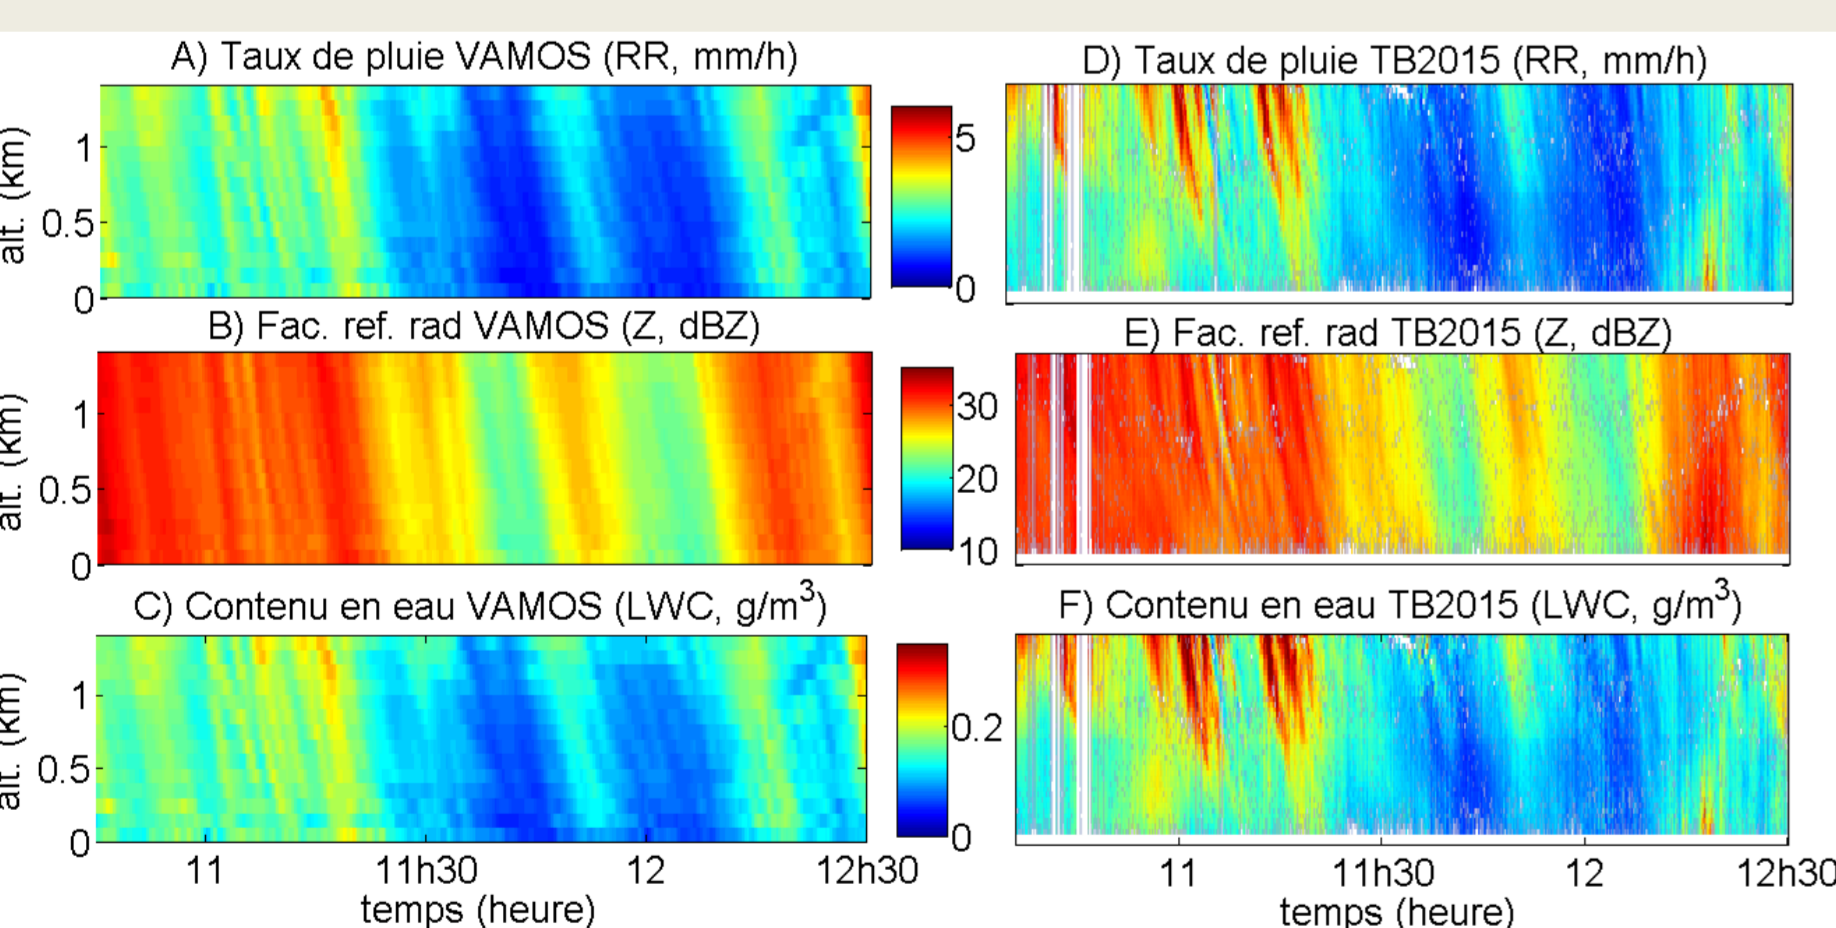 A) Taux de pluie VAMOS (RR, mm/h)
D) Taux de pluie TB2015 (RR, mm/h)
alt. (km)
1
0.5
0
5
0
B) Fac. ref. rad VAMOS (Z, dBZ)
E) Fac. ref. rad TB2015 (Z, dBZ)
alt. (km)
1
0.5
0
30
20
10
C) Contenu en eau VAMOS (LWC, g/m³)
F) Contenu en eau TB2015 (LWC, g/m³)
alt. (km)
1
0.5
0
0.2
0
11 11h30 12 12h30
temps (heure)
11 11h30 12 12h30
temps (heure)